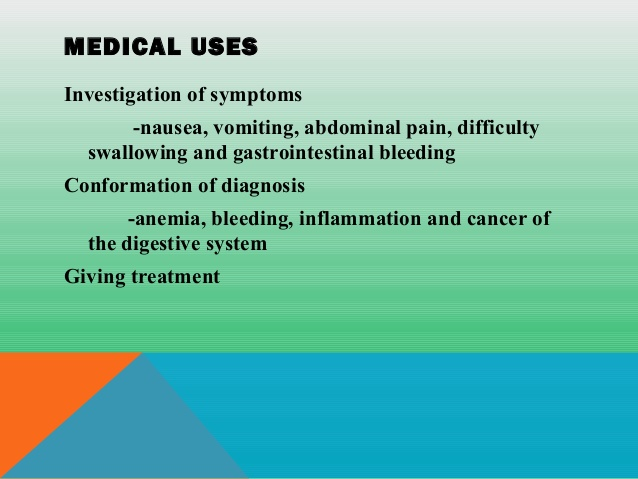 MEDICAL USES
Investigation of symptoms
-nausea, vomiting, abdominal pain, difficulty
swallowing and gastrointestinal bleeding
Conformation of diagnosis
-anemia, bleeding, inflammation and cancer of
the digestive system
Giving treatment